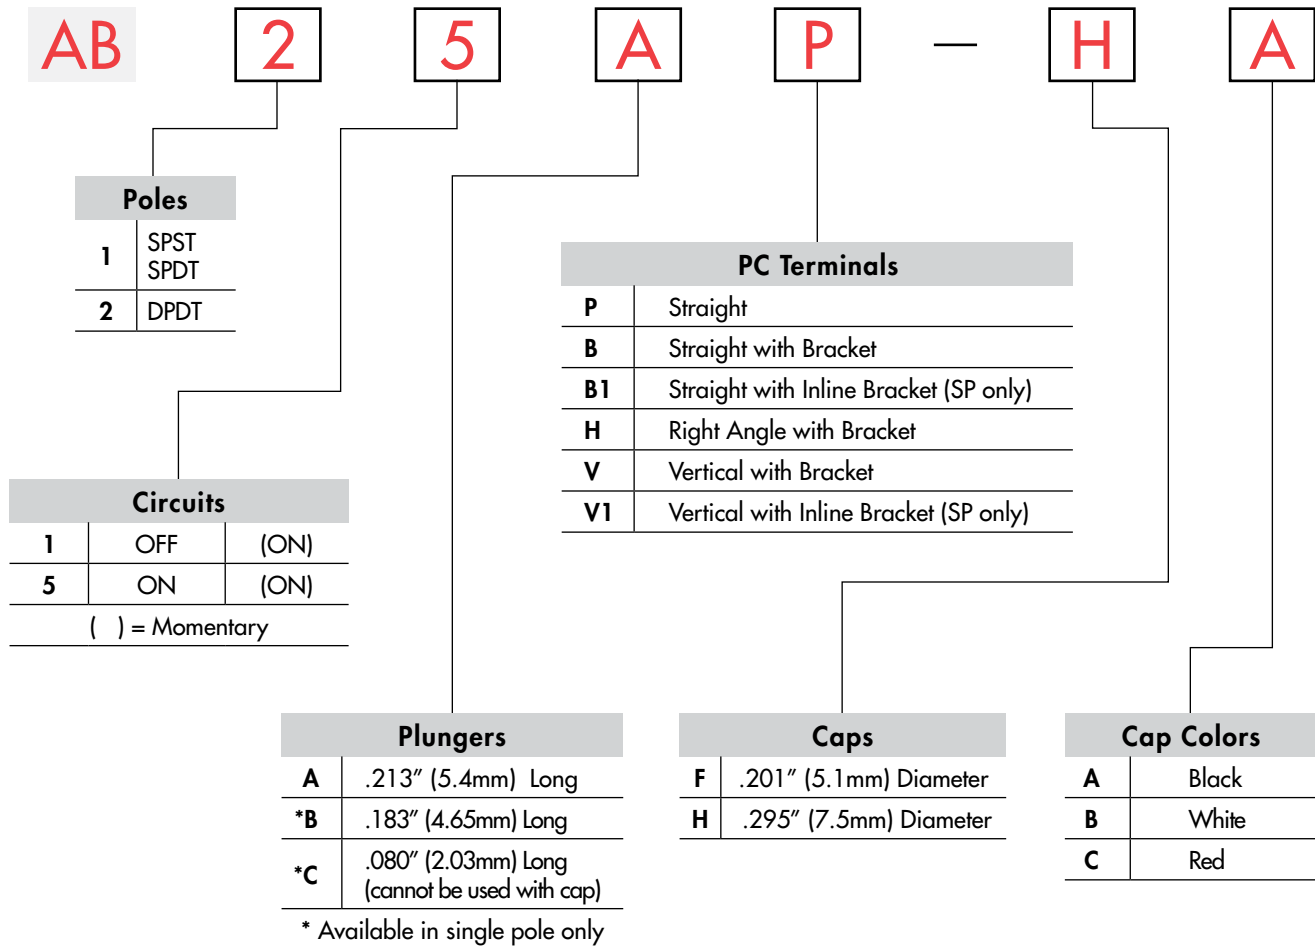 AB 2 5 A P — H A
Poles
1 SPST
SPDT
2 DPDT
PC Terminals
P Straight
B Straight with Bracket
B1 Straight with Inline Bracket (SP only)
H Right Angle with Bracket
V Vertical with Bracket
V1 Vertical with Inline Bracket (SP only)
Circuits
1 OFF (ON)
5 ON (ON)
( ) = Momentary
Plungers
A .213″ (5.4mm) Long
*B .183″ (4.65mm) Long
*C .080″ (2.03mm) Long
(cannot be used with cap)
* Available in single pole only
Caps
F .201″ (5.1mm) Diameter
H .295″ (7.5mm) Diameter
Cap Colors
A Black
B White
C Red